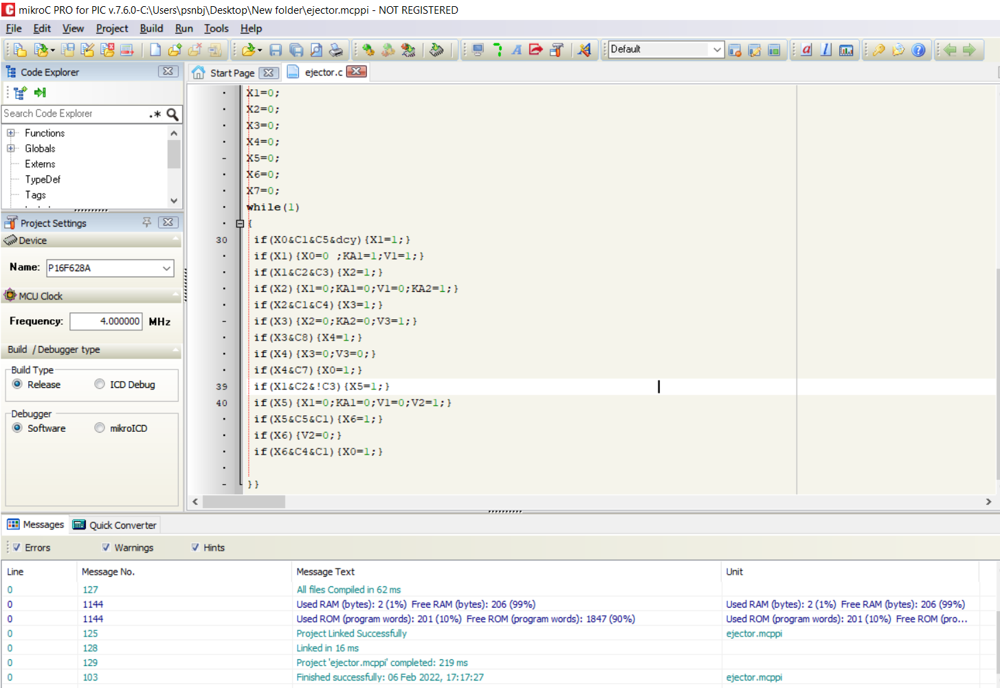 mikroC PRO for PIC v.7.6.0-C:\Users\psnbj\Desktop\New folder\ejector.mcppi - NOT REGISTERED
File Edit View Project Build Run Tools Help
Default
Code Explorer
Start Page ejector.c
Search Code Explorer
Functions
Globals
Externs
TypeDef
Tags
Project Settings
Device
Name: P16F628A
MCU Clock
Frequency: 4.000000 MHz
Build / Debugger type
Build Type
Release ICD Debug
Debugger
Software mikroICD
X1=0;
X2=0;
X3=0;
X4=0;
X5=0;
X6=0;
X7=0;
while(1)
{
30 if(X0&C1&C5&dcy){X1=1;}
if(X1){X0=0 ;KA1=1;V1=1;}
if(X1&C2&C3){X2=1;}
if(X2){X1=0;KA1=0;V1=0;KA2=1;}
if(X2&C1&C4){X3=1;}
if(X3){X2=0;KA2=0;V3=1;}
if(X3&C8){X4=1;}
if(X4){X3=0;V3=0;}
if(X4&C7){X0=1;}
39 if(X1&C2&!C3){X5=1;}
40 if(X5){X1=0;KA1=0;V1=0;V2=1;}
if(X5&C5&C1){X6=1;}
if(X6){V2=0;}
if(X6&C4&C1){X0=1;}
}}
Messages Quick Converter
Errors Warnings Hints
Line Message No. Message Text Unit
0 127 All files Compiled in 62 ms
0 1144 Used RAM (bytes): 2 (1%) Free RAM (bytes): 206 (99%) Used RAM (bytes): 2 (1%) Free RAM (bytes): 206 (99%)
0 1144 Used ROM (program words): 201 (10%) Free ROM (program words): 1847 (90%) Used ROM (program words): 201 (10%) Free ROM (pro...
0 125 Project Linked Successfully ejector.mcppi
0 128 Linked in 16 ms
0 129 Project 'ejector.mcppi' completed: 219 ms
0 103 Finished successfully: 06 Feb 2022, 17:17:27 ejector.mcppi